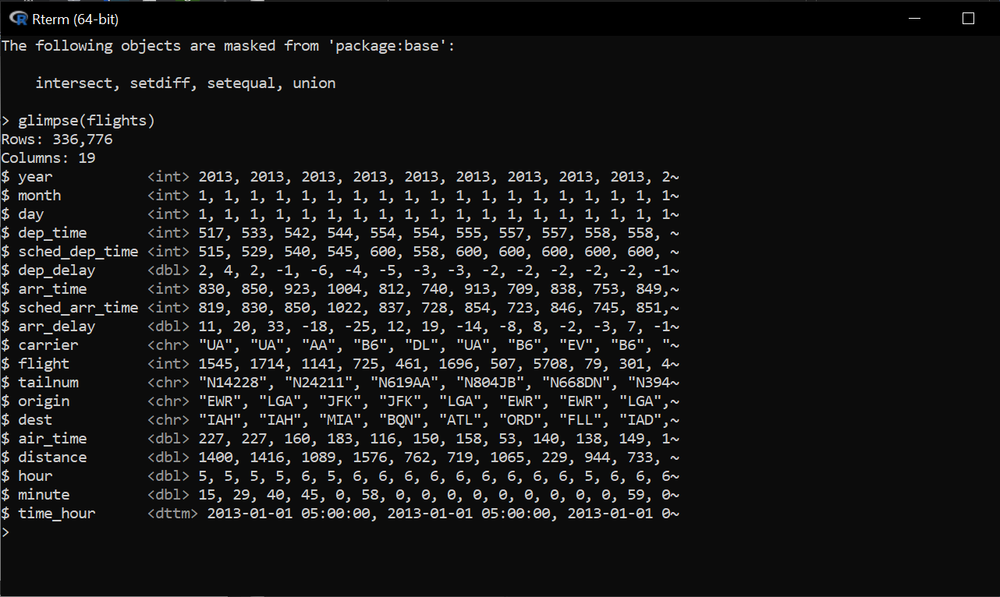 Rterm (64-bit)
The following objects are masked from 'package:base':
intersect, setdiff, setequal, union
> glimpse(flights)
Rows: 336,776
Columns: 19
$ year <int> 2013, 2013, 2013, 2013, 2013, 2013, 2013, 2013, 2013, 2~
$ month <int> 1, 1, 1, 1, 1, 1, 1, 1, 1, 1, 1, 1, 1, 1, 1, 1, 1, 1, 1~
$ day <int> 1, 1, 1, 1, 1, 1, 1, 1, 1, 1, 1, 1, 1, 1, 1, 1, 1, 1, 1~
$ dep_time <int> 517, 533, 542, 544, 554, 554, 555, 557, 557, 558, 558, ~
$ sched_dep_time <int> 515, 529, 540, 545, 600, 558, 600, 600, 600, 600, 600, ~
$ dep_delay <dbl> 2, 4, 2, -1, -6, -4, -5, -3, -3, -2, -2, -2, -2, -2, -1~
$ arr_time <int> 830, 850, 923, 1004, 812, 740, 913, 709, 838, 753, 849,~
$ sched_arr_time <int> 819, 830, 850, 1022, 837, 728, 854, 723, 846, 745, 851,~
$ arr_delay <dbl> 11, 20, 33, -18, -25, 12, 19, -14, -8, 8, -2, -3, 7, -1~
$ carrier <chr> "UA", "UA", "AA", "B6", "DL", "UA", "B6", "EV", "B6", "~
$ flight <int> 1545, 1714, 1141, 725, 461, 1696, 507, 5708, 79, 301, 4~
$ tailnum <chr> "N14228", "N24211", "N619AA", "N804JB", "N668DN", "N394~
$ origin <chr> "EWR", "LGA", "JFK", "JFK", "LGA", "EWR", "EWR", "LGA",~
$ dest <chr> "IAH", "IAH", "MIA", "BQN", "ATL", "ORD", "FLL", "IAD",~
$ air_time <dbl> 227, 227, 160, 183, 116, 150, 158, 53, 140, 138, 149, 1~
$ distance <dbl> 1400, 1416, 1089, 1576, 762, 719, 1065, 229, 944, 733, ~
$ hour <dbl> 5, 5, 5, 5, 6, 5, 6, 6, 6, 6, 6, 6, 6, 6, 6, 5, 6, 6, 6~
$ minute <dbl> 15, 29, 40, 45, 0, 58, 0, 0, 0, 0, 0, 0, 0, 0, 0, 59, 0~
$ time_hour <dttm> 2013-01-01 05:00:00, 2013-01-01 05:00:00, 2013-01-01 0~
>